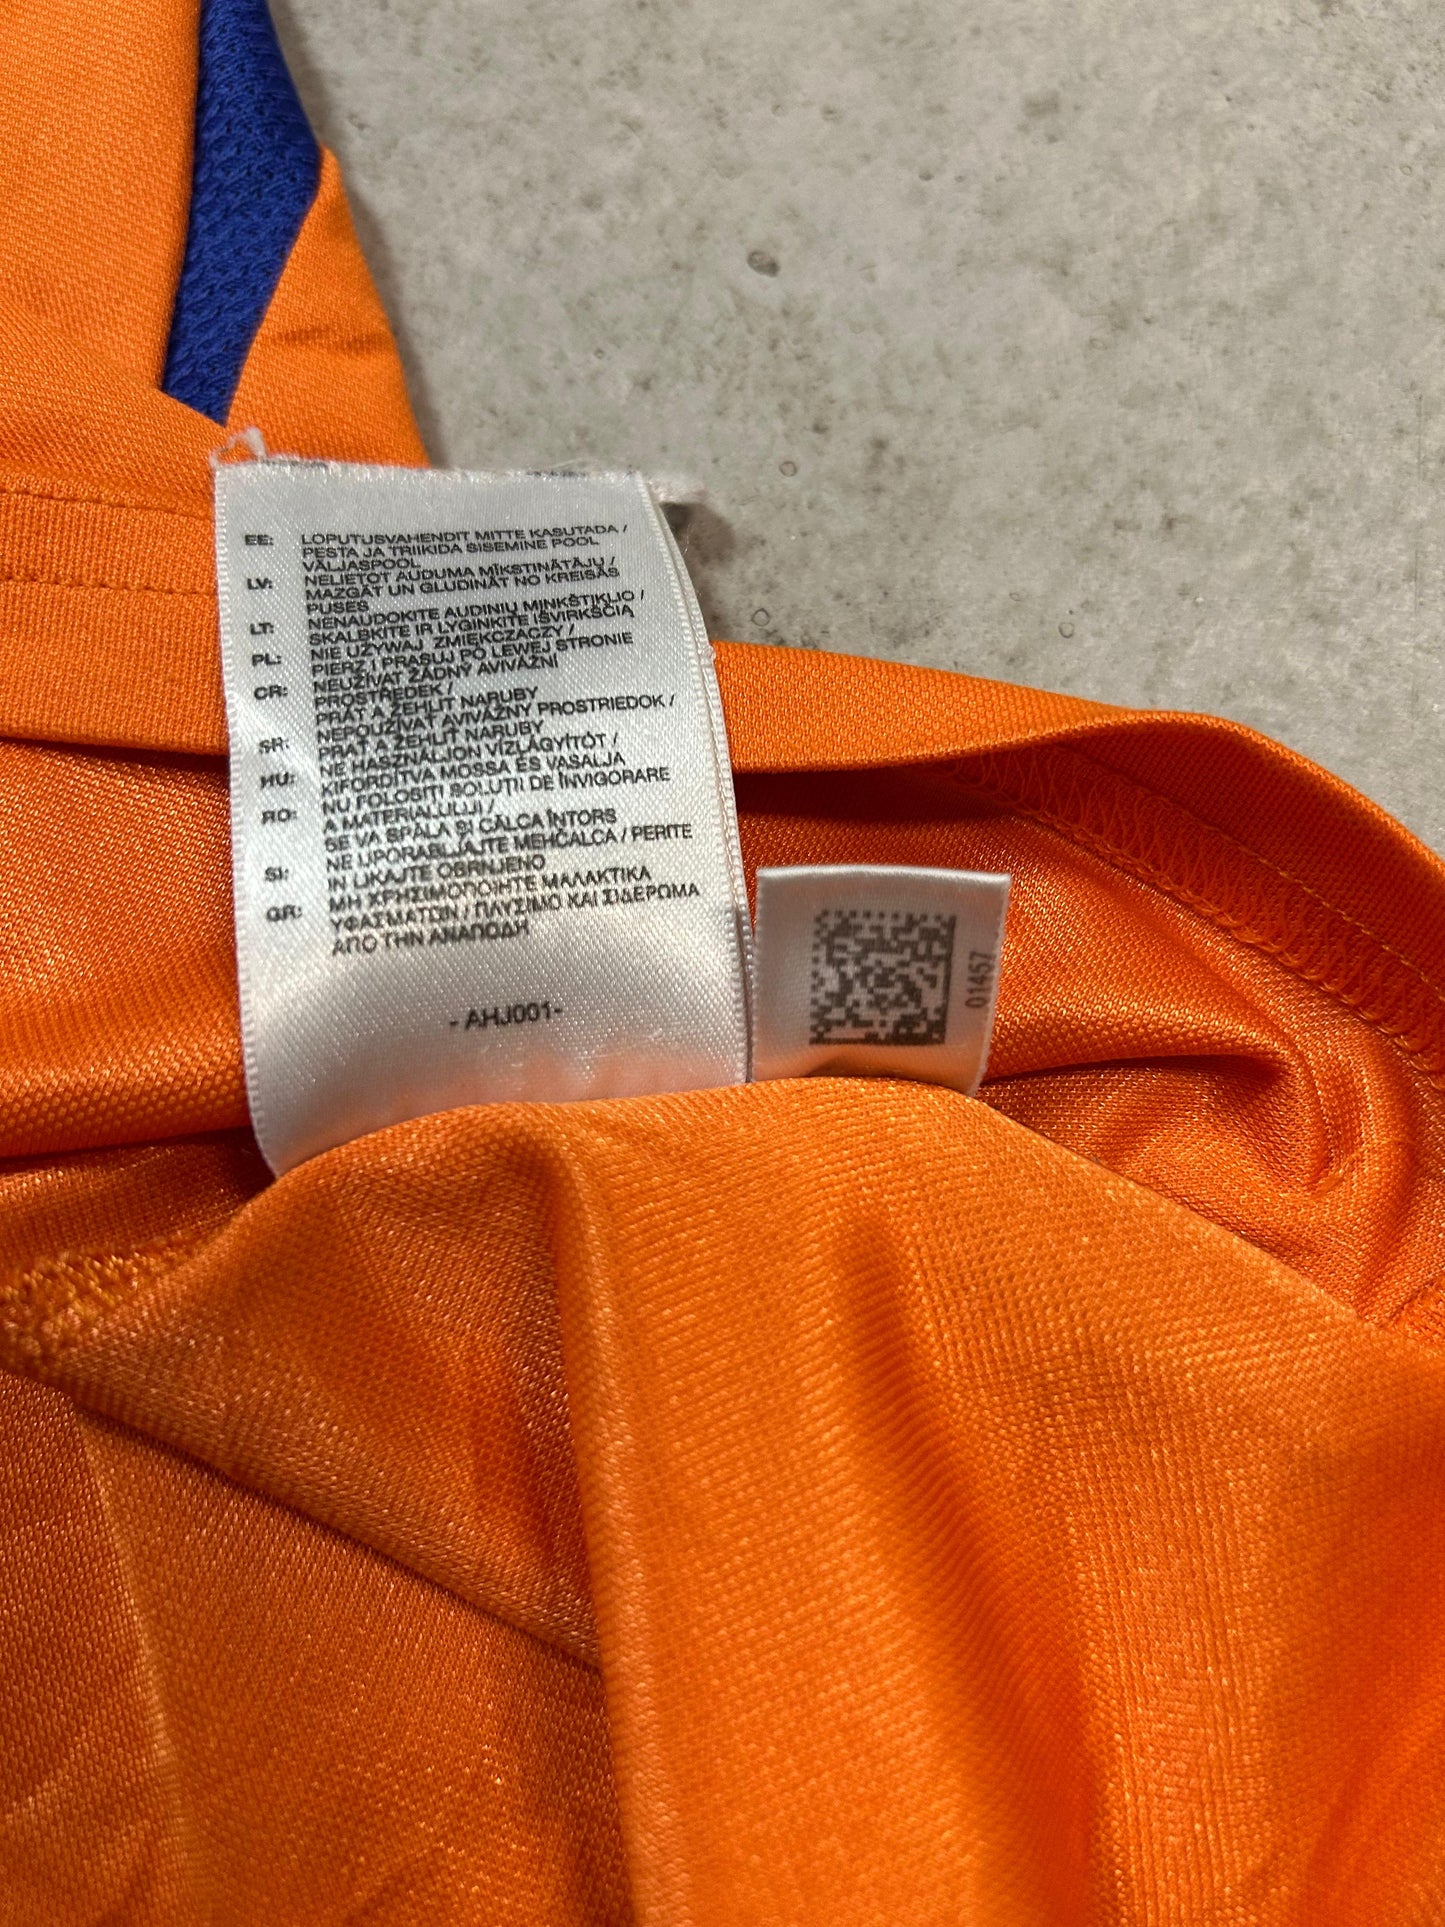 EE: LOPUTUSVAHENDIT MITTE KASUTADA /
PESTA JA TRIIKIDA SISEMINE POOL
VÄLJASPOOL
LV: NELIETOT AUDUMA MĪKSTINĀTĀJU /
MAZGĀT UN GLUDINĀT NO KREISĀS
PUSES
LT: NENAUDOKITE AUDINIŲ MINKŠTIKLIO /
SKALBKITE IR LYGINKITE IŠVIRKŠČIĄ
PL: NIE UŻYWAJ ZMIĘKCZACZY /
PIERZ I PRASUJ PO LEWEJ STRONIE
CR: NEUŽÍVAT ŽÁDNÝ AVIVÁŽNÍ
PROSTŘEDEK /
PRÁT A ŽEHLIT NARUBY
SR: NEPOUŽÍVAŤ AVIVÁŽNY PROSTRIEDOK /
PRAŤ A ŽEHLIŤ NARUBY
HU: NE HASZNÁLJON VÍZLÁGYÍTÓT /
KIFORDÍTVA MOSSA ÉS VASALJA
RO: NU FOLOSITI SOLUŢII DE ÎNVIGORARE
A MATERIALULUI /
SE VA SPĂLA ŞI CĂLCA ÎNTORS
SI: NE UPORABLJAJTE MEHČALCA / PERITE
IN LIKAJTE OBRNJENO
GR: ΜΗ ΧΡΗΣΙΜΟΠΟΙΗΤΕ ΜΑΛΑΚΤΙΚΑ
ΥΦΑΣΜΑΤΩΝ / ΠΛΥΣΙΜΟ ΚΑΙ ΣΙΔΕΡΩΜΑ
ΑΠΟ ΤΗΝ ΑΝΑΠΟΔΗ
- AHJ001-
01457